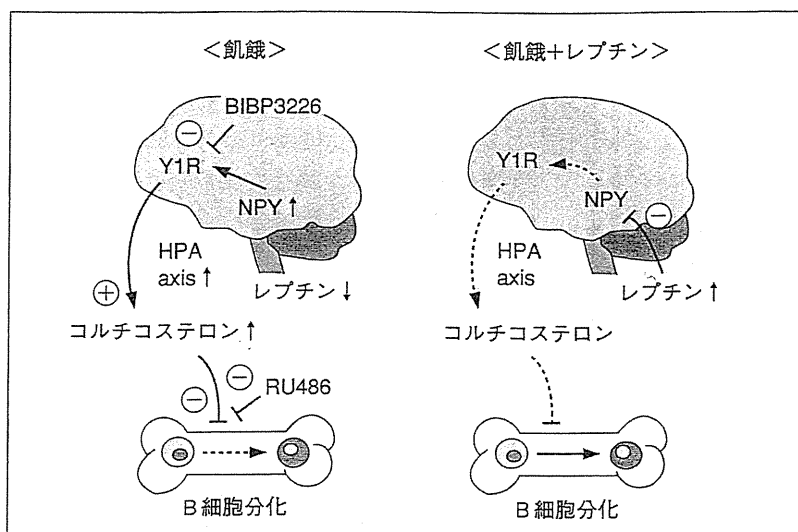 <飢餓>
BIBP3226
⊖
Y1R
NPY↑
HPA
axis↑
レプチン↓
⊕
コルチコステロン↑
⊖
⊖
RU486
B細胞分化
<飢餓+レプチン>
Y1R
NPY
⊖
HPA
axis
レプチン↑
コルチコステロン
B細胞分化